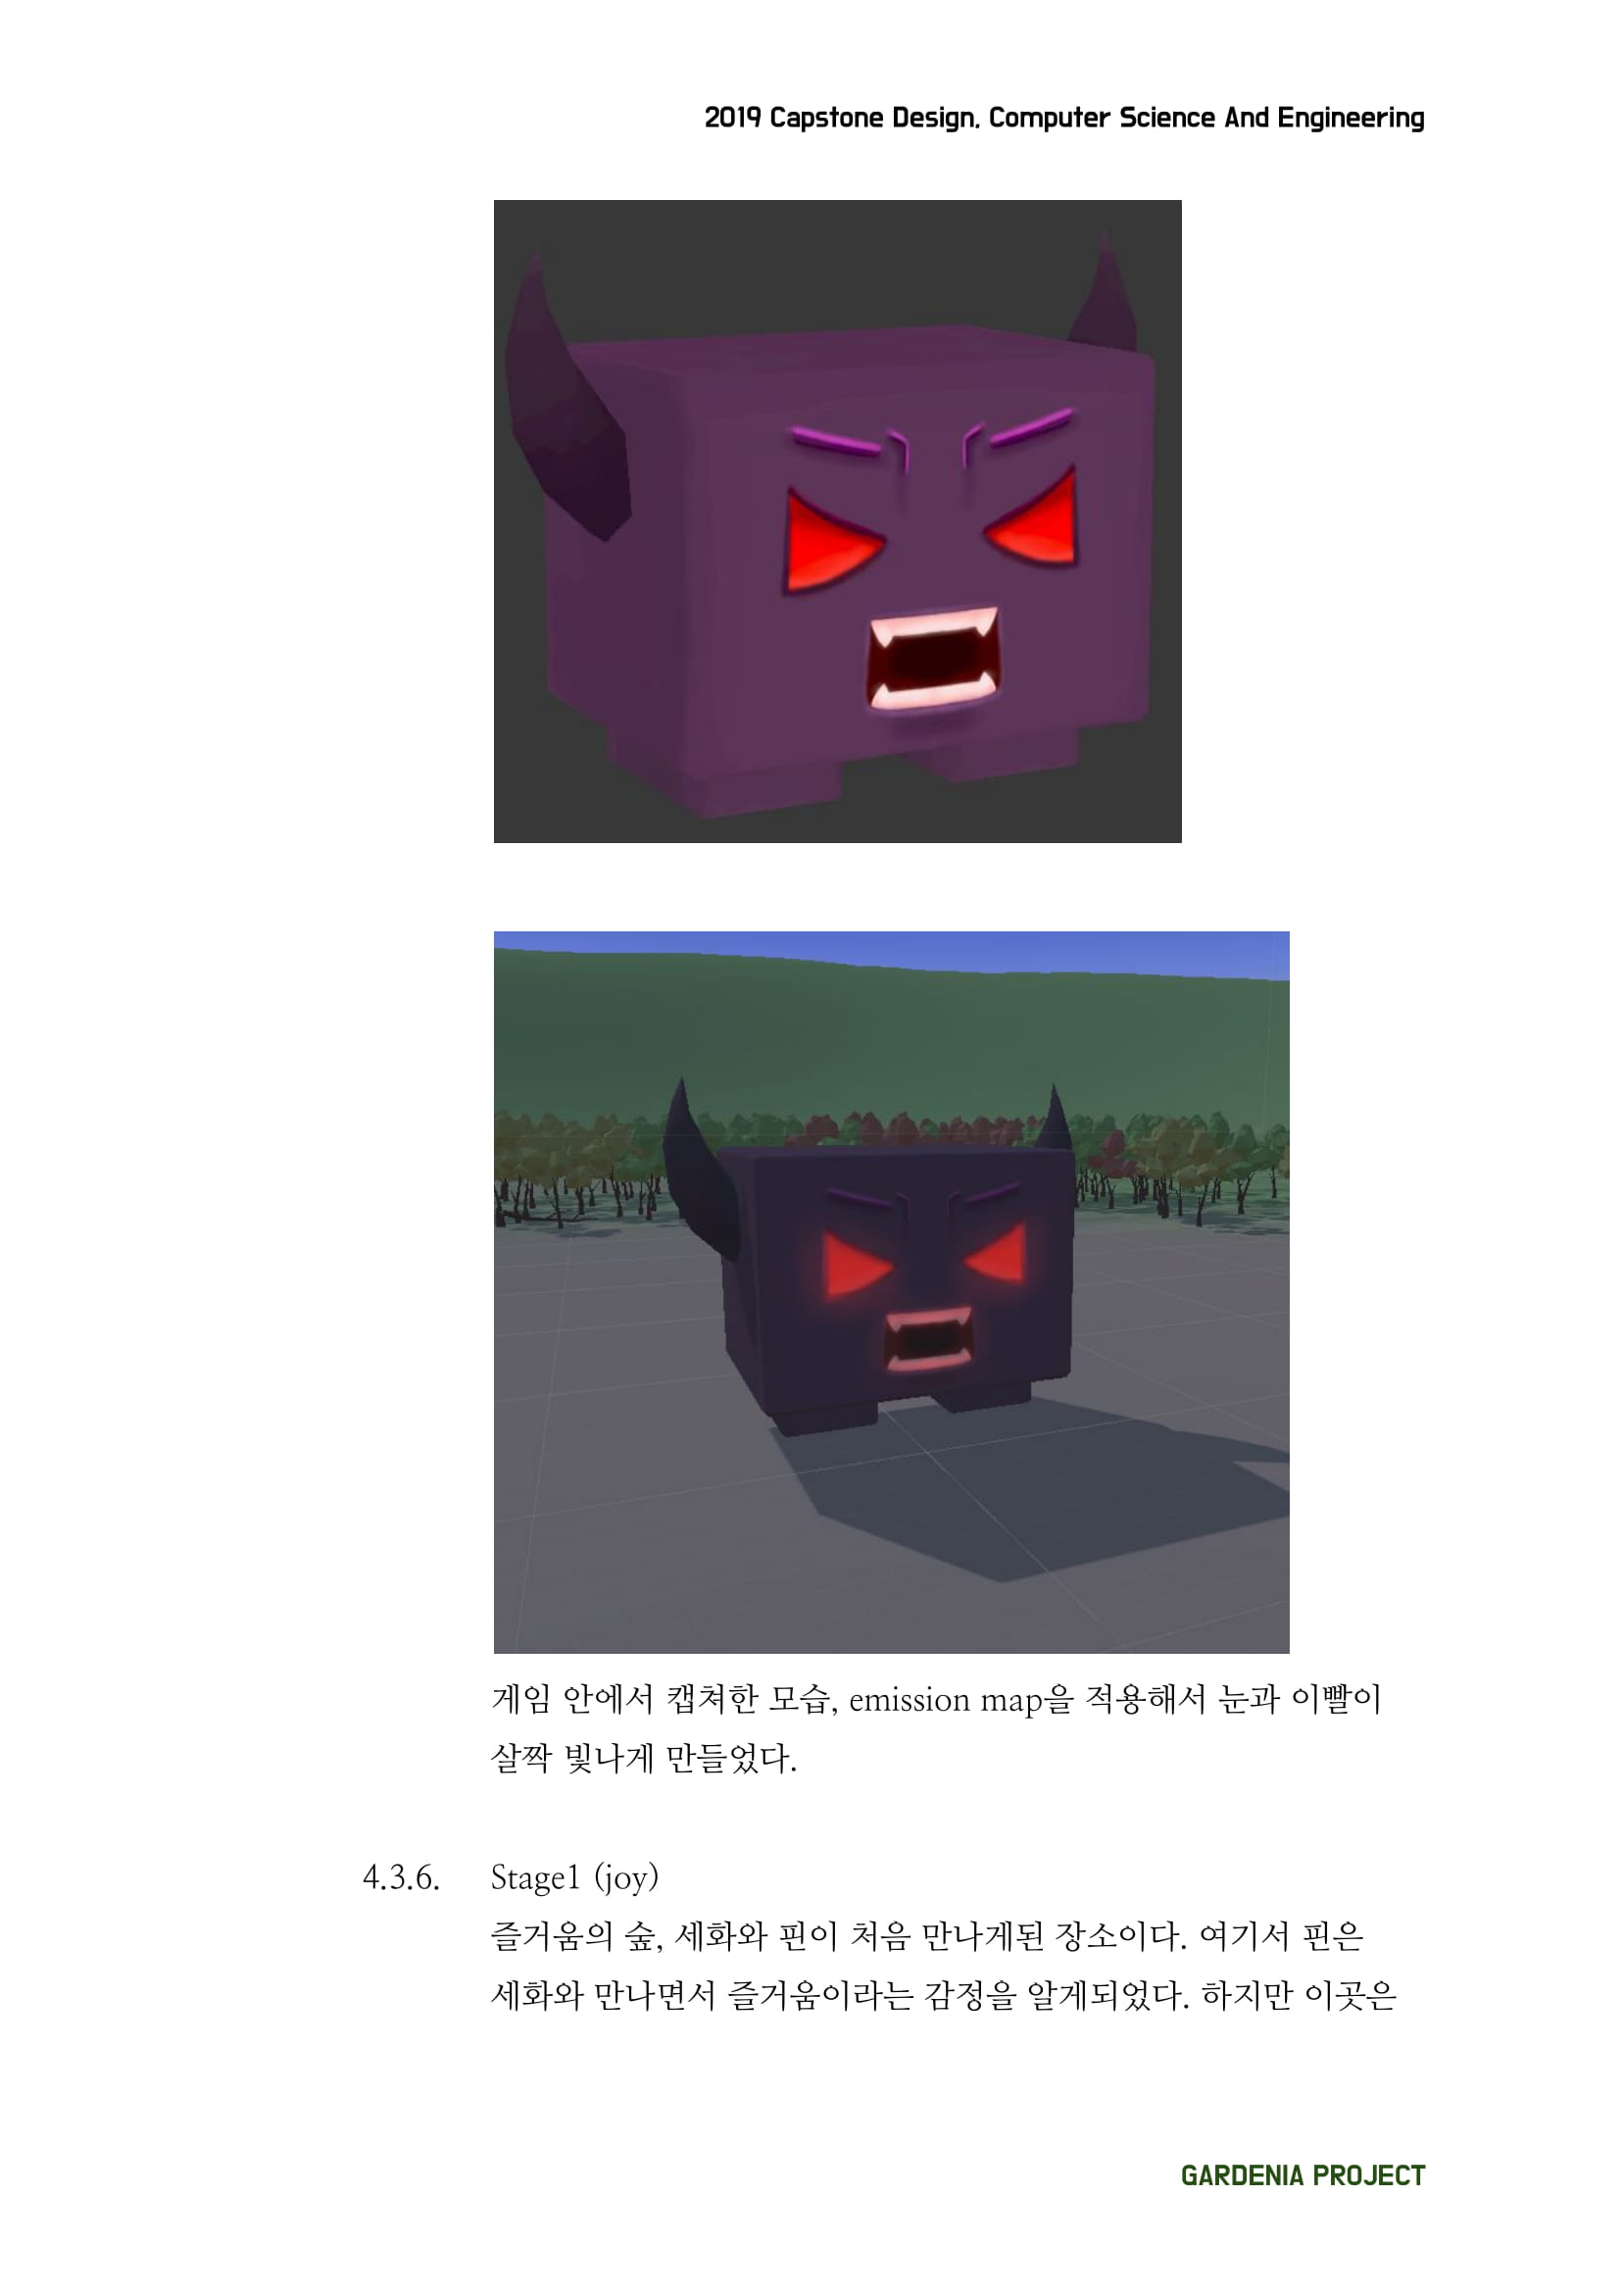 2019 Capstone Design, Computer Science And Engineering
게임 안에서 캡쳐한 모습, emission map을 적용해서 눈과 이빨이
살짝 빛나게 만들었다.
4.3.6. Stage1 (joy)
즐거움의 숲, 세화와 핀이 처음 만나게된 장소이다. 여기서 핀은
세화와 만나면서 즐거움이라는 감정을 알게되었다. 하지만 이곳은
GARDENIA PROJECT